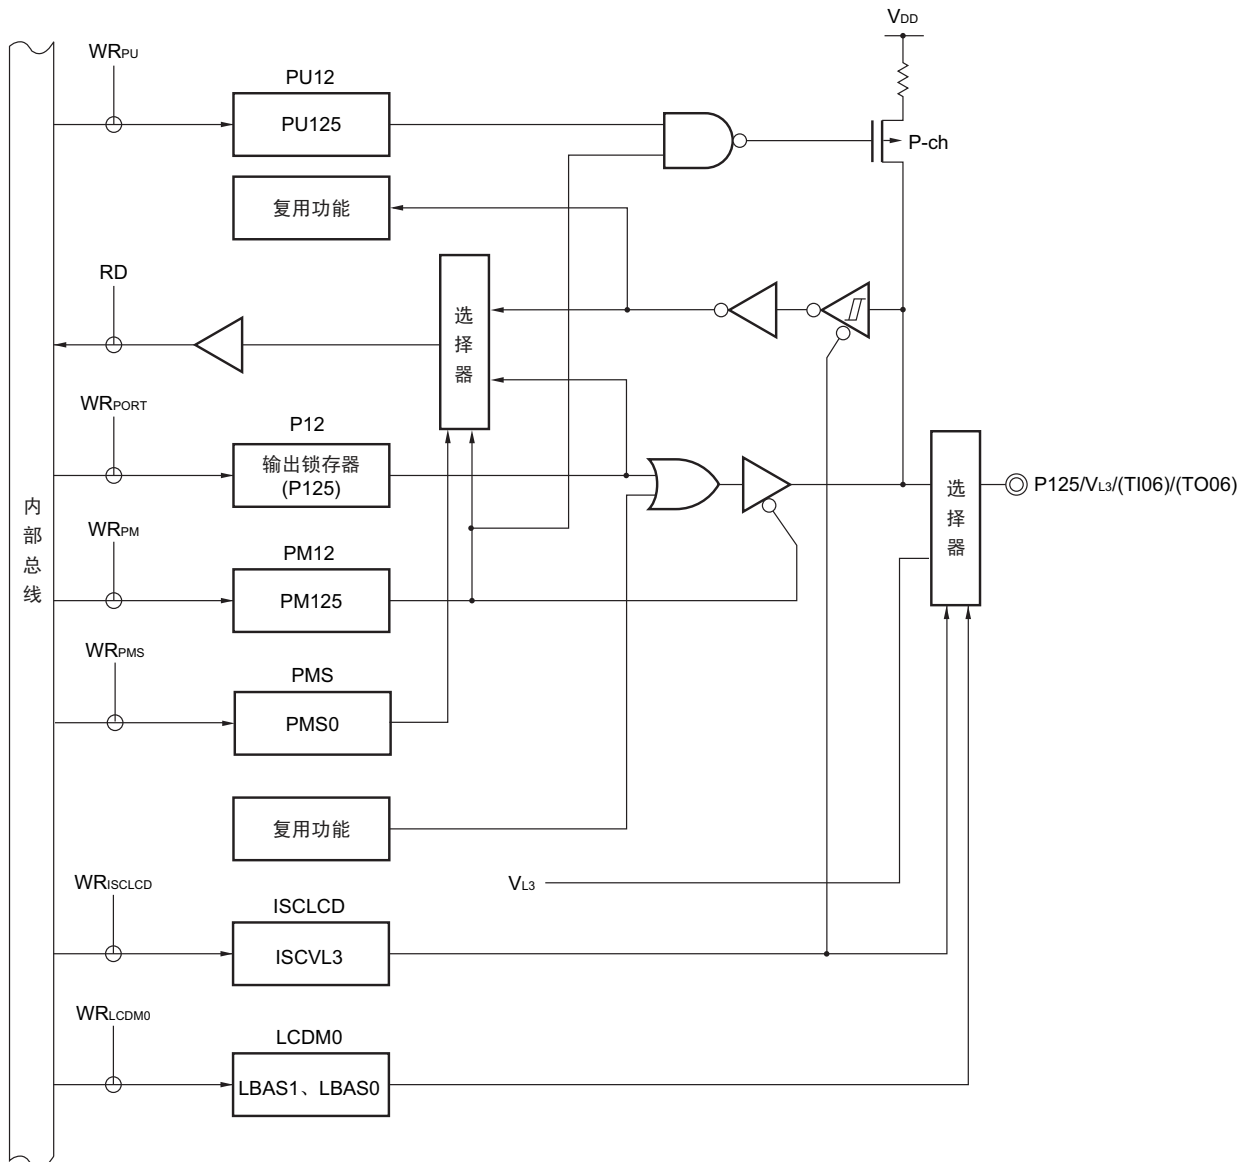 VDD
WRPU
PU12
PU125
P-ch
复用功能
RD
选择器
WRPORT
P12
输出锁存器
(P125)
选择器
P125/VL3/(TI06)/(TO06)
内部总线
WRPM
PM12
PM125
WRPMS
PMS
PMS0
复用功能
WRISCLCD
VL3
ISCLCD
ISCVL3
WRLCDM0
LCDM0
LBAS1、LBAS0